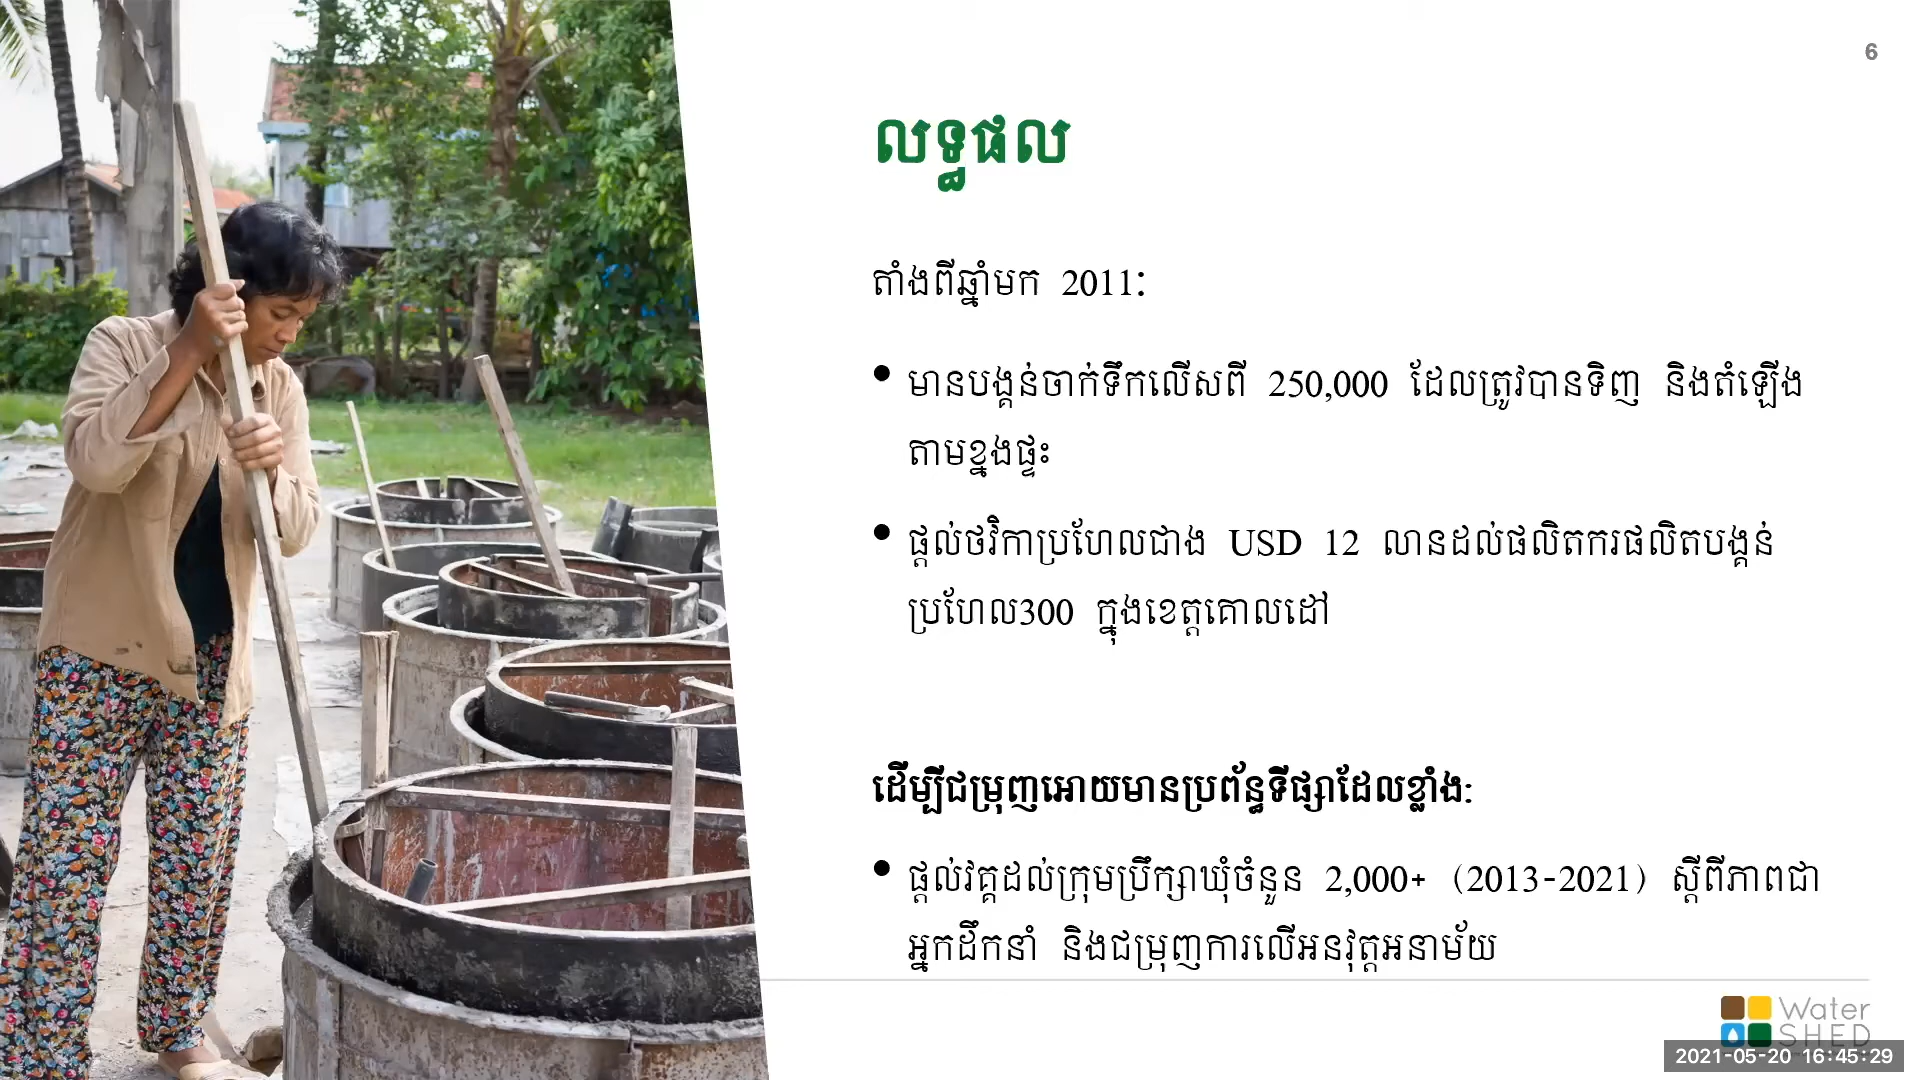 6
លទ្ធផល
តាំងពីឆ្នាំមក 2011:
• មានបង្គន់ចាក់ទឹកលើសពី 250,000 ដែលត្រូវបានទិញ និងតំឡើង
តាមខ្នងផ្ទះ
• ផ្តល់ថវិកាប្រហែលជាង USD 12 លានដល់ផលិតករផលិតបង្គន់
ប្រហែល300 ក្នុងខេត្តគោលដៅ
ដើម្បីជម្រុញអោយមានប្រព័ន្ធទីផ្សាដែលខ្លាំង:
• ផ្តល់វគ្គដល់ក្រុមប្រឹក្សាឃុំចំនួន 2,000+ (2013-2021) ស្តីពីភាពជា
អ្នកដឹកនាំ និងជម្រុញការលើអនវុត្តអនាម័យ
Water
SHED
2021-05-20 16:45:29